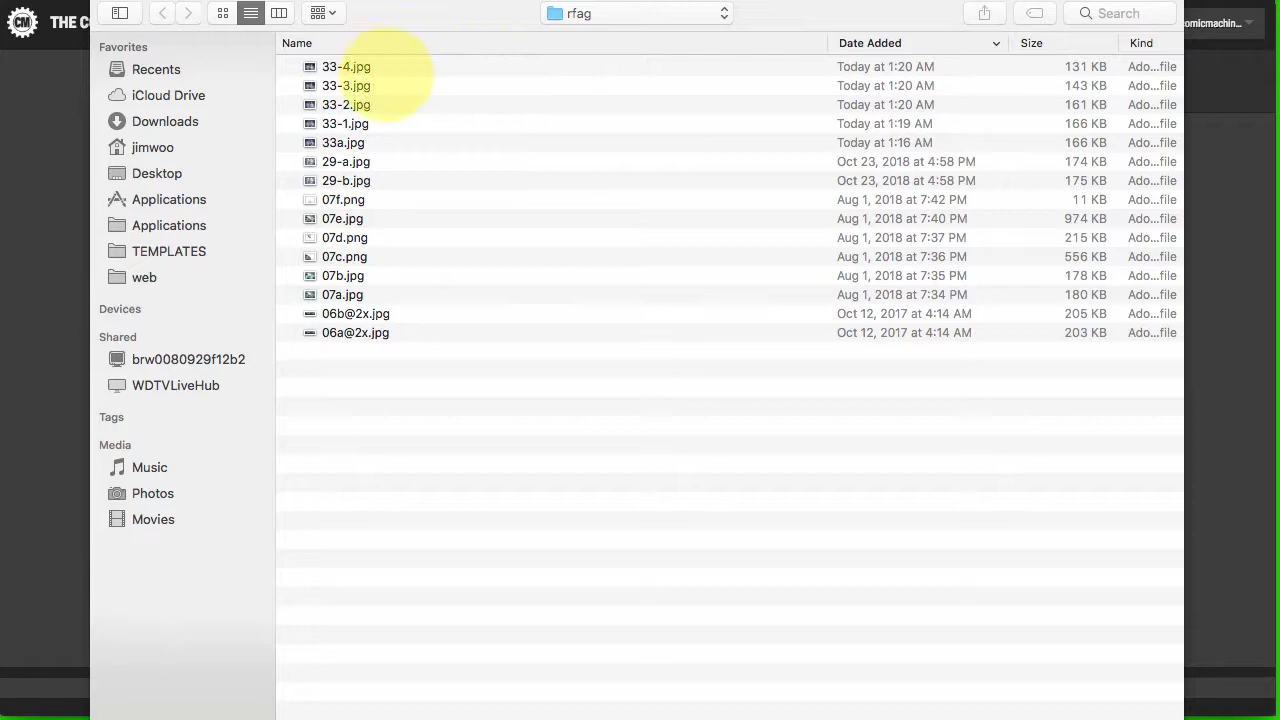 THE C
rfag
Search
omicmachin...
Favorites
Recents
iCloud Drive
Downloads
jimwoo
Desktop
Applications
Applications
TEMPLATES
web
Devices
Shared
brw0080929f12b2
WDTVLiveHub
Tags
Media
Music
Photos
Movies
Name Date Added Size Kind
33-4.jpg Today at 1:20 AM 131 KB Ado...file
33-3.jpg Today at 1:20 AM 143 KB Ado...file
33-2.jpg Today at 1:20 AM 161 KB Ado...file
33-1.jpg Today at 1:19 AM 166 KB Ado...file
33a.jpg Today at 1:16 AM 166 KB Ado...file
29-a.jpg Oct 23, 2018 at 4:58 PM 174 KB Ado...file
29-b.jpg Oct 23, 2018 at 4:58 PM 175 KB Ado...file
07f.png Aug 1, 2018 at 7:42 PM 11 KB Ado...file
07e.jpg Aug 1, 2018 at 7:40 PM 974 KB Ado...file
07d.png Aug 1, 2018 at 7:37 PM 215 KB Ado...file
07c.png Aug 1, 2018 at 7:36 PM 556 KB Ado...file
07b.jpg Aug 1, 2018 at 7:35 PM 178 KB Ado...file
07a.jpg Aug 1, 2018 at 7:34 PM 180 KB Ado...file
06b@2x.jpg Oct 12, 2017 at 4:14 AM 205 KB Ado...file
06a@2x.jpg Oct 12, 2017 at 4:14 AM 203 KB Ado...file
CM